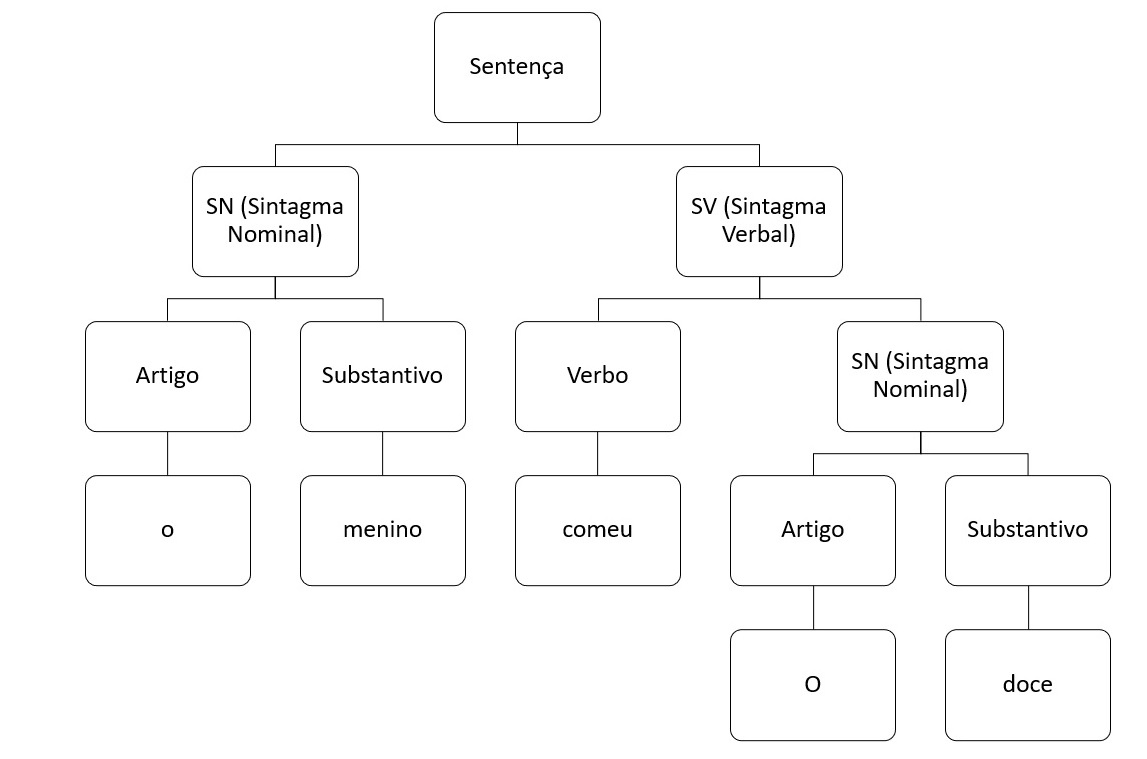 Sentença
SN (Sintagma
Nominal)
SV (Sintagma
Verbal)
Artigo
Substantivo
Verbo
SN (Sintagma
Nominal)
o
menino
comeu
Artigo
Substantivo
O
doce